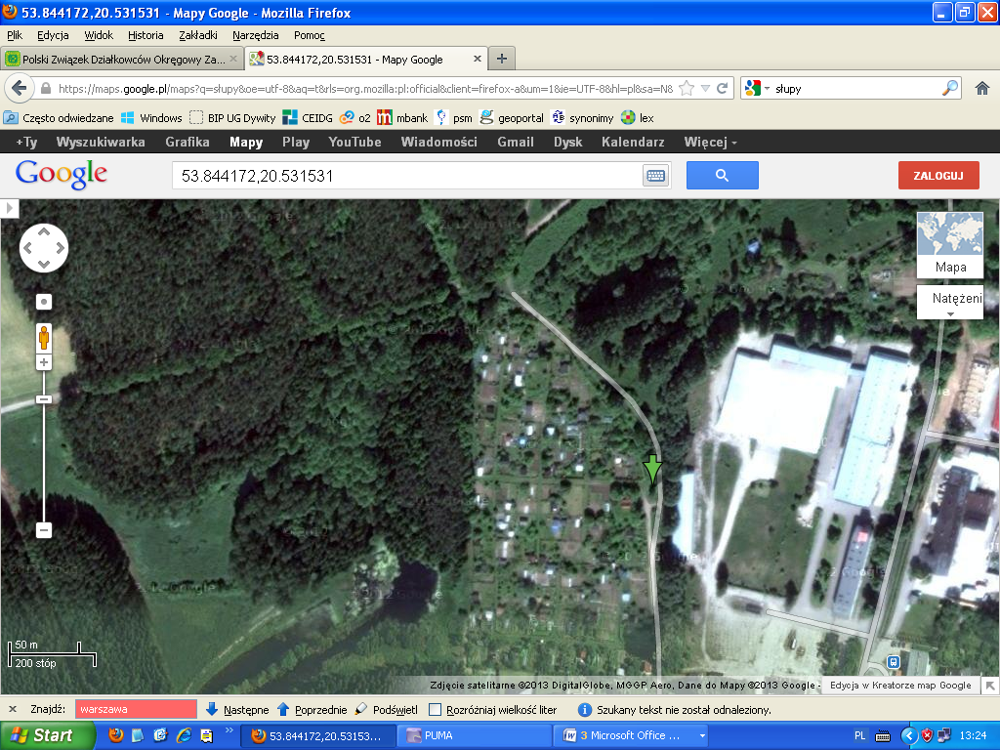 53.844172,20.531531 - Mapy Google - Mozilla Firefox
Plik Edycja Widok Historia Zakładki Narzędzia Pomoc
Polski Związek Działkowców Okręgowy Za... 53.844172,20.531531 - Mapy Google
https://maps.google.pl/maps?q=słupy&oe=utf-8&aq=t&rls=org.mozilla:pl:official&client=firefox-a&um=1&ie=UTF-8&hl=pl&sa=N& słupy
Często odwiedzane Windows BIP UG Dywity CEIDG o2 mbank psm geoportal synonimy lex
+Ty Wyszukiwarka Grafika Mapy Play YouTube Wiadomości Gmail Dysk Kalendarz Więcej
Google 53.844172,20.531531 ZALOGUJ
Mapa
Natężeni
50 m
200 stóp
Zdjęcie satelitarne ©2013 DigitalGlobe, MGGP Aero, Dane do Mapy ©2013 Google - Edycja w Kreatorze map Google
Znajdź: warszawa Następne Poprzednie Podświetl Rozróżniaj wielkość liter Szukany tekst nie został odnaleziony.
Start 53.844172,20.53153... PUMA 3 Microsoft Office ... PL 13:24